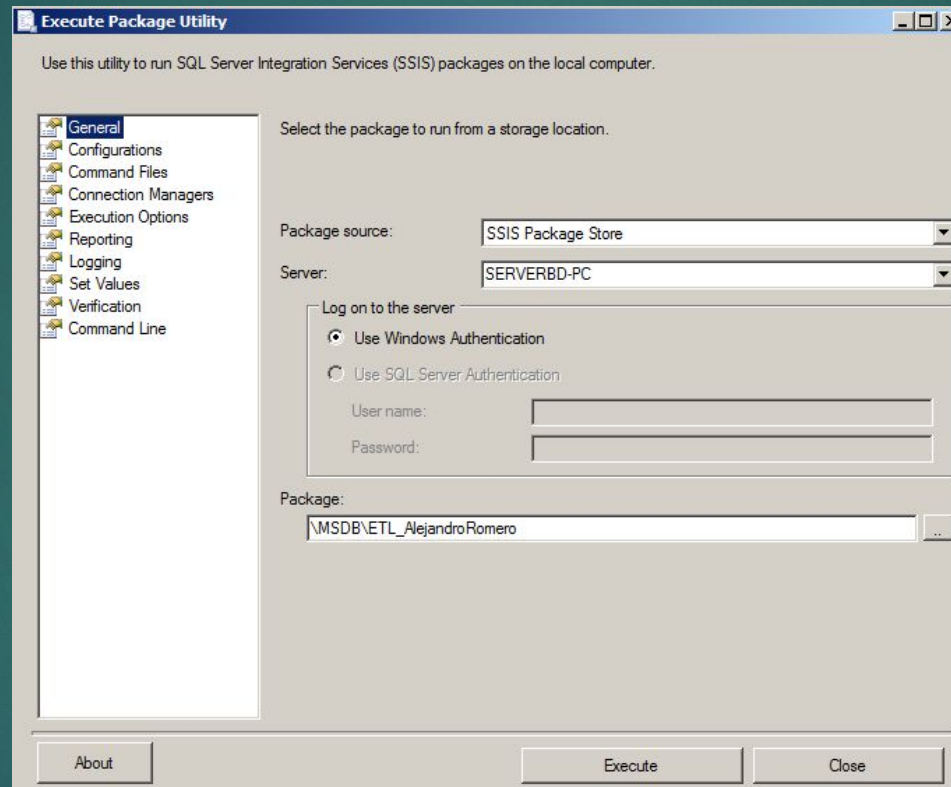 Execute Package Utility
Use this utility to run SQL Server Integration Services (SSIS) packages on the local computer.
General
Configurations
Command Files
Connection Managers
Execution Options
Reporting
Logging
Set Values
Verification
Command Line
Select the package to run from a storage location.
Package source: SSIS Package Store
Server: SERVERBD-PC
Log on to the server
Use Windows Authentication
Use SQL Server Authentication
User name:
Password:
Package:
\MSDB\ETL_AlejandroRomero
..
About Execute Close